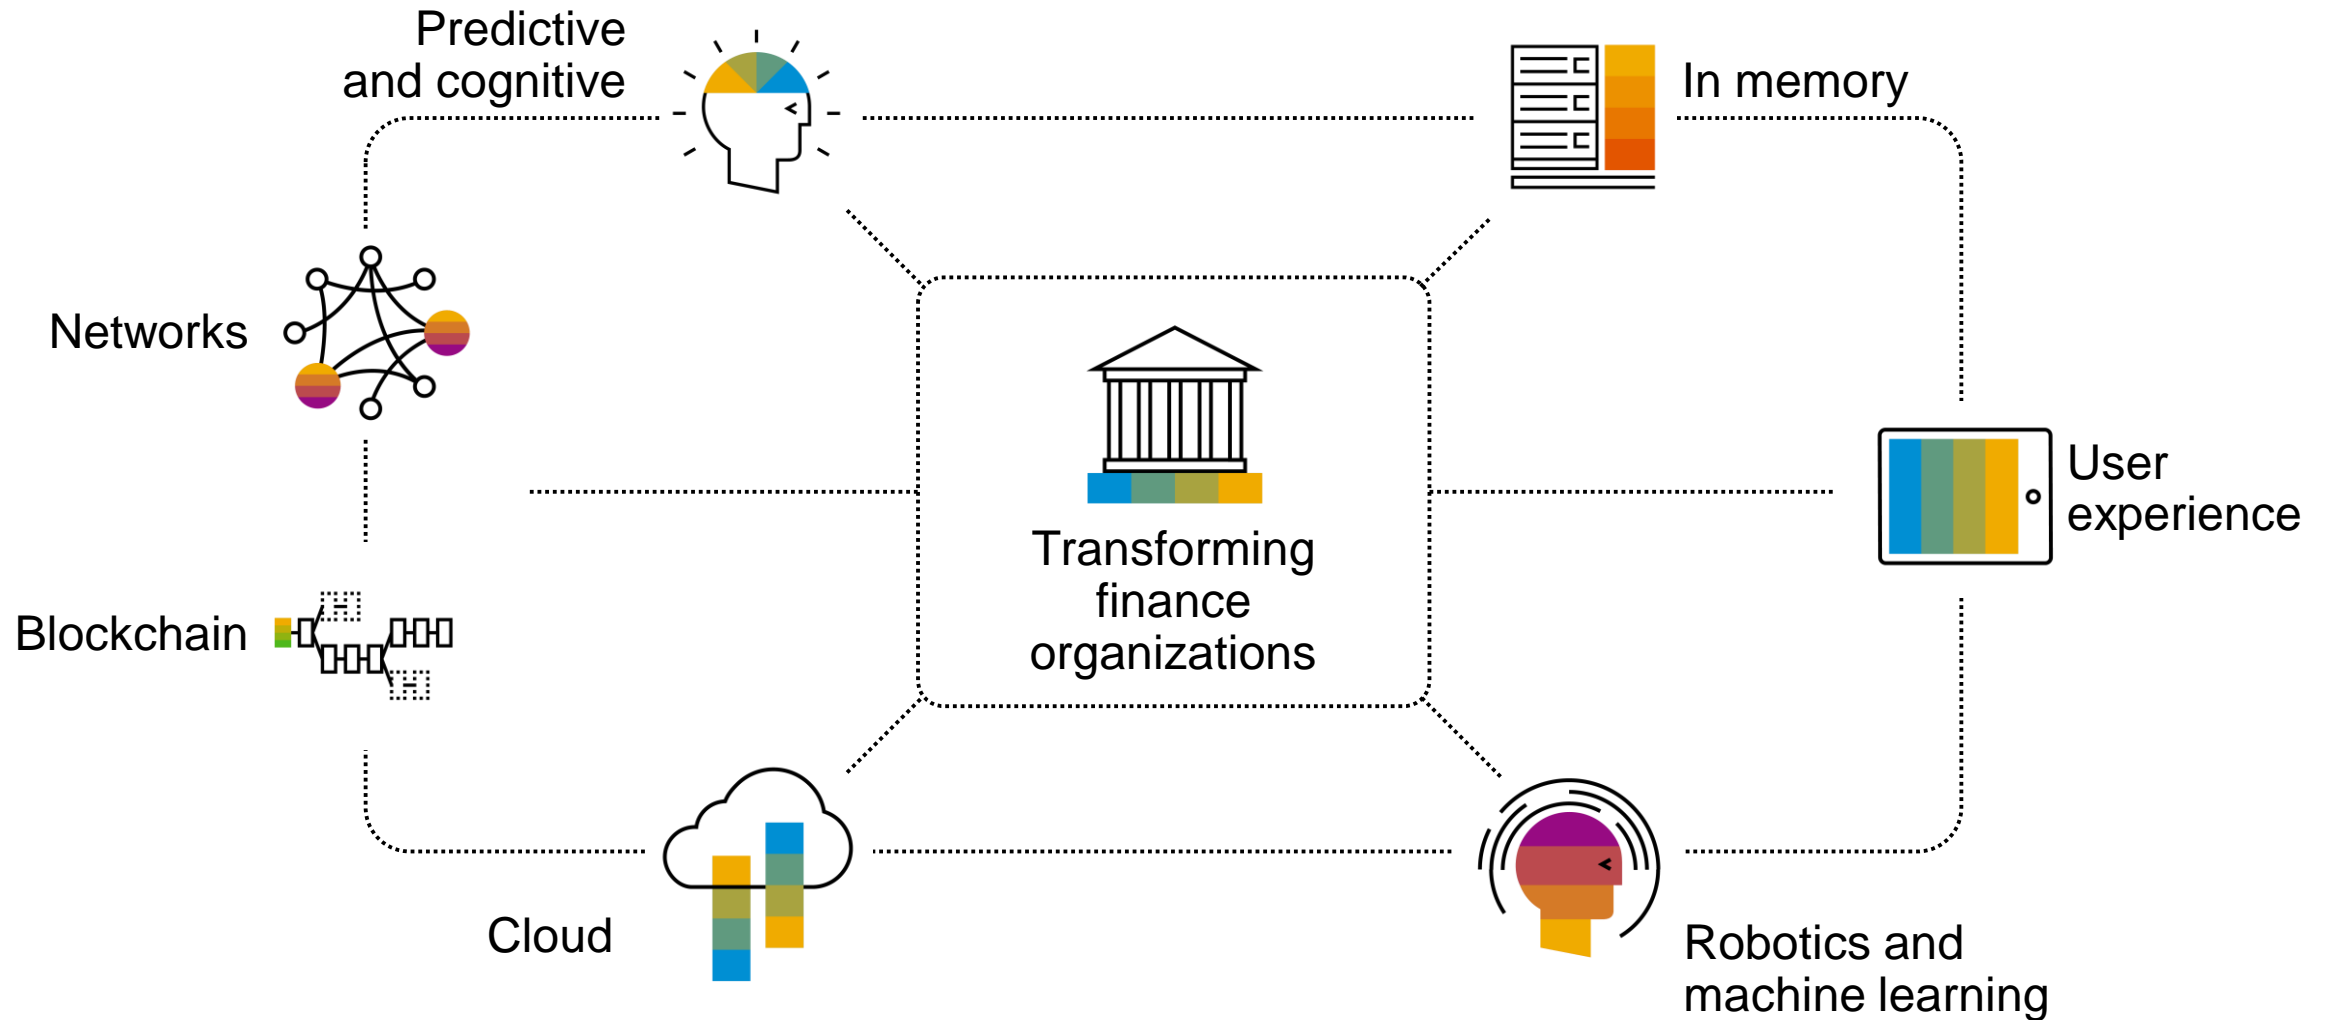 Predictive
and cognitive
In memory
Networks
User
experience
Transforming
finance
organizations
Blockchain
Cloud
Robotics and
machine learning